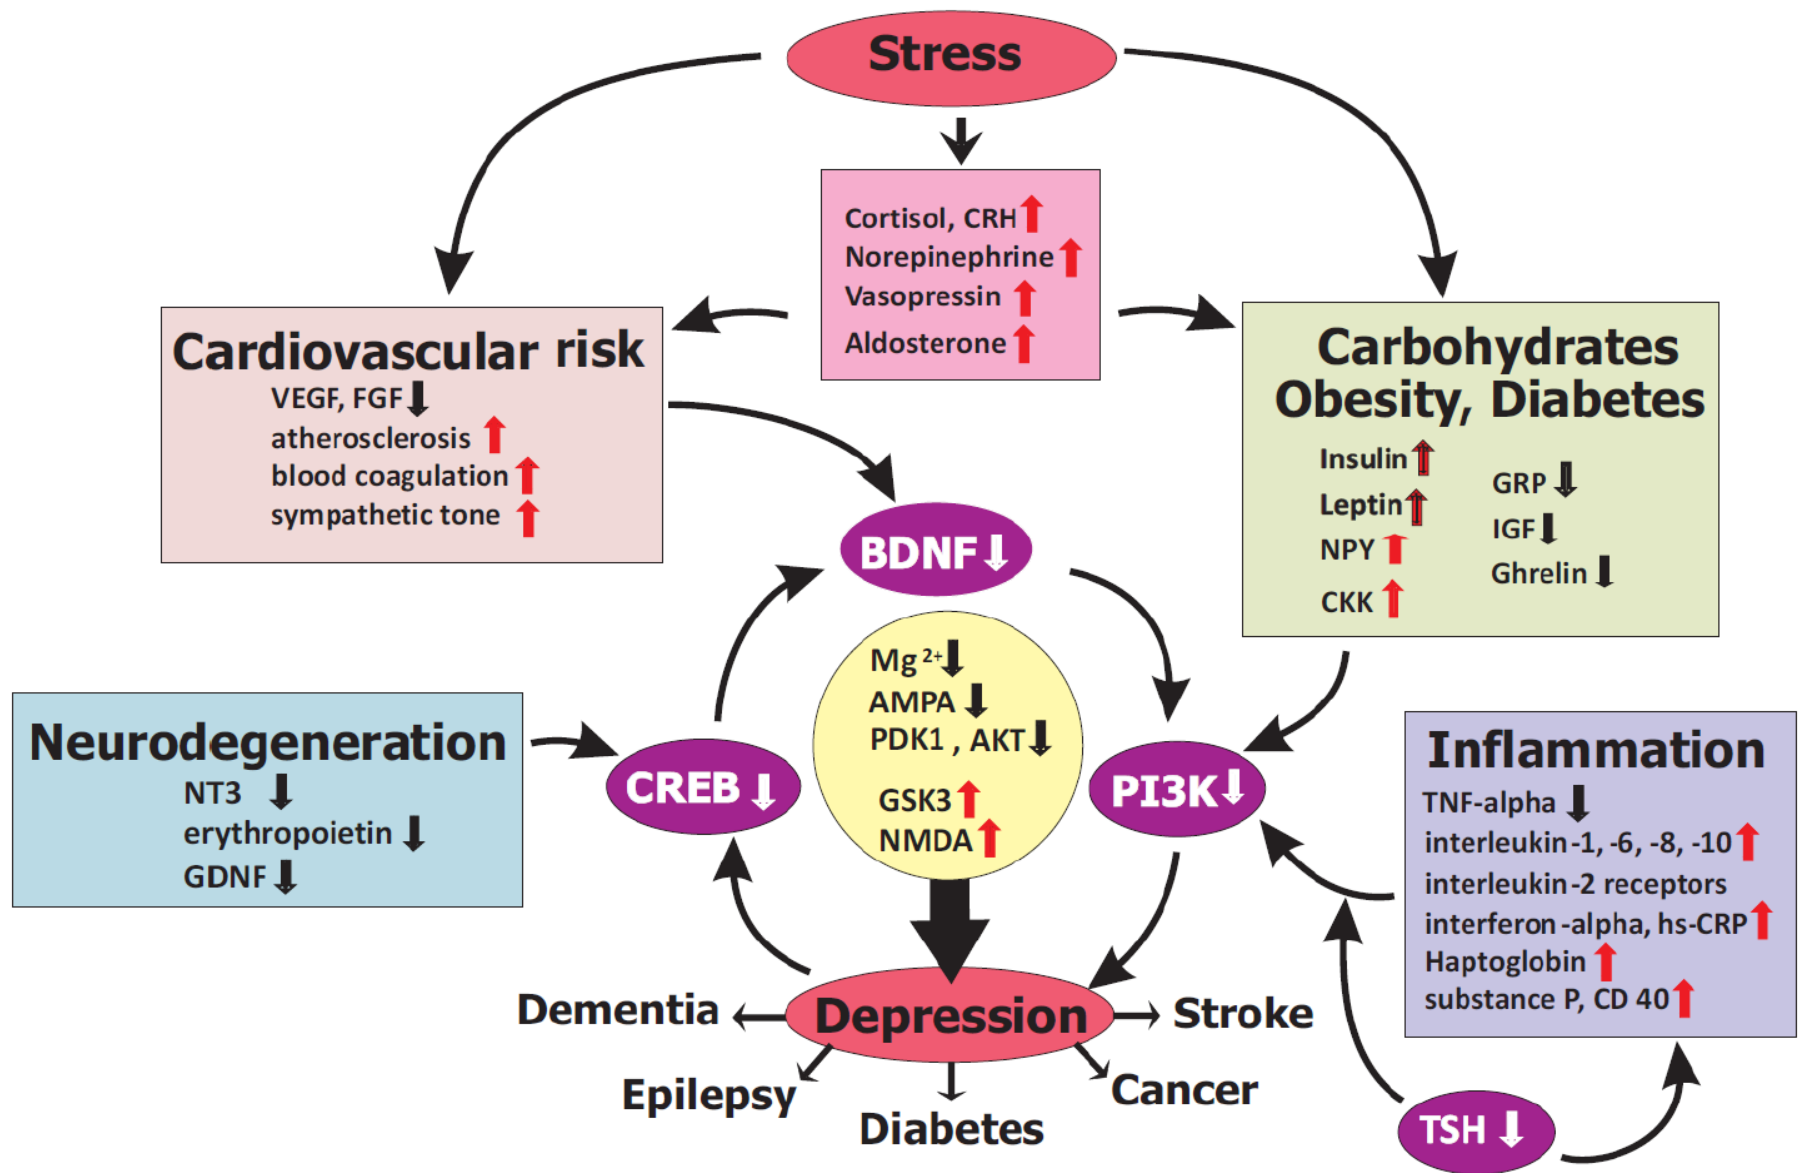 Stress
Cortisol, CRH
Norepinephrine
Vasopressin
Aldosterone
Cardiovascular risk
VEGF, FGF
atherosclerosis
blood coagulation
sympathetic tone
Carbohydrates
Obesity, Diabetes
Insulin
Leptin
NPY
CKK
GRP
IGF
Ghrelin
BDNF
Mg 2+
AMPA
PDK1 , AKT
GSK3
NMDA
Neurodegeneration
NT3
erythropoietin
GDNF
CREB
PI3K
Inflammation
TNF-alpha
interleukin-1, -6, -8, -10
interleukin-2 receptors
interferon-alpha, hs-CRP
Haptoglobin
substance P, CD 40
Depression
Dementia
Stroke
Epilepsy
Cancer
Diabetes
TSH